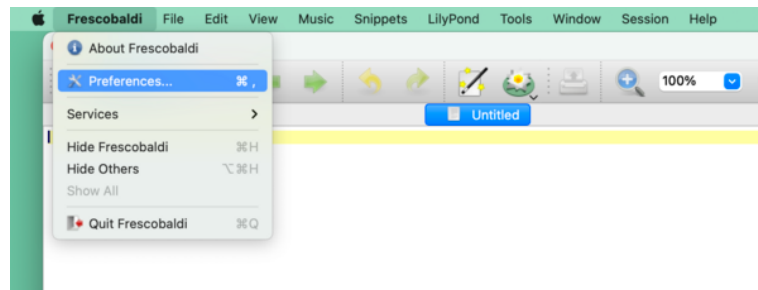 Frescobaldi File Edit View Music Snippets LilyPond Tools Window Session Help
About Frescobaldi
Preferences... ⌘ ,
100%
Services
Untitled
Hide Frescobaldi ⌘H
Hide Others ⌥⌘H
Show All
Quit Frescobaldi ⌘Q